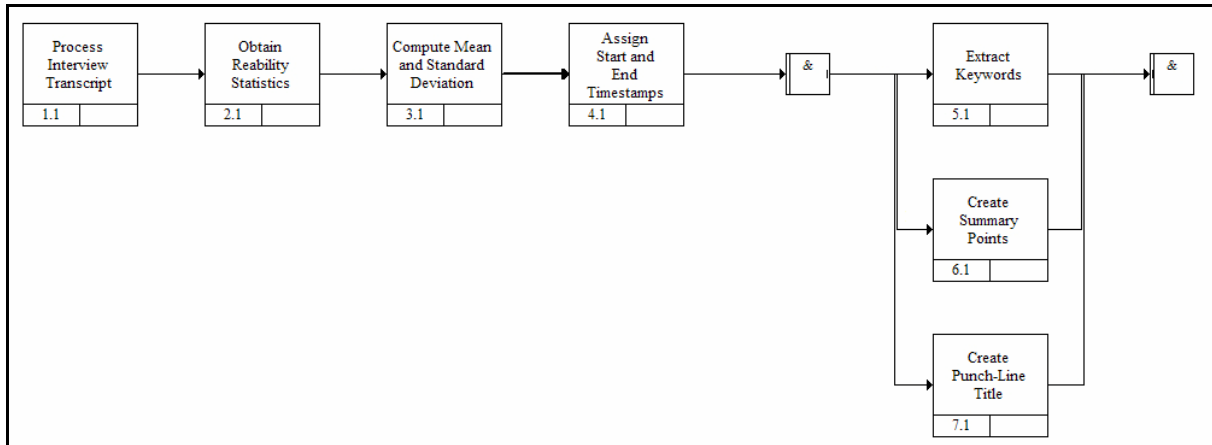 Process
Interview
Transcript
1.1
Obtain
Reability
Statistics
2.1
Compute Mean
and Standard
Deviation
3.1
Assign
Start and
End
Timestamps
4.1
&
Extract
Keywords
5.1
&
Create
Summary
Points
6.1
Create
Punch-Line
Title
7.1